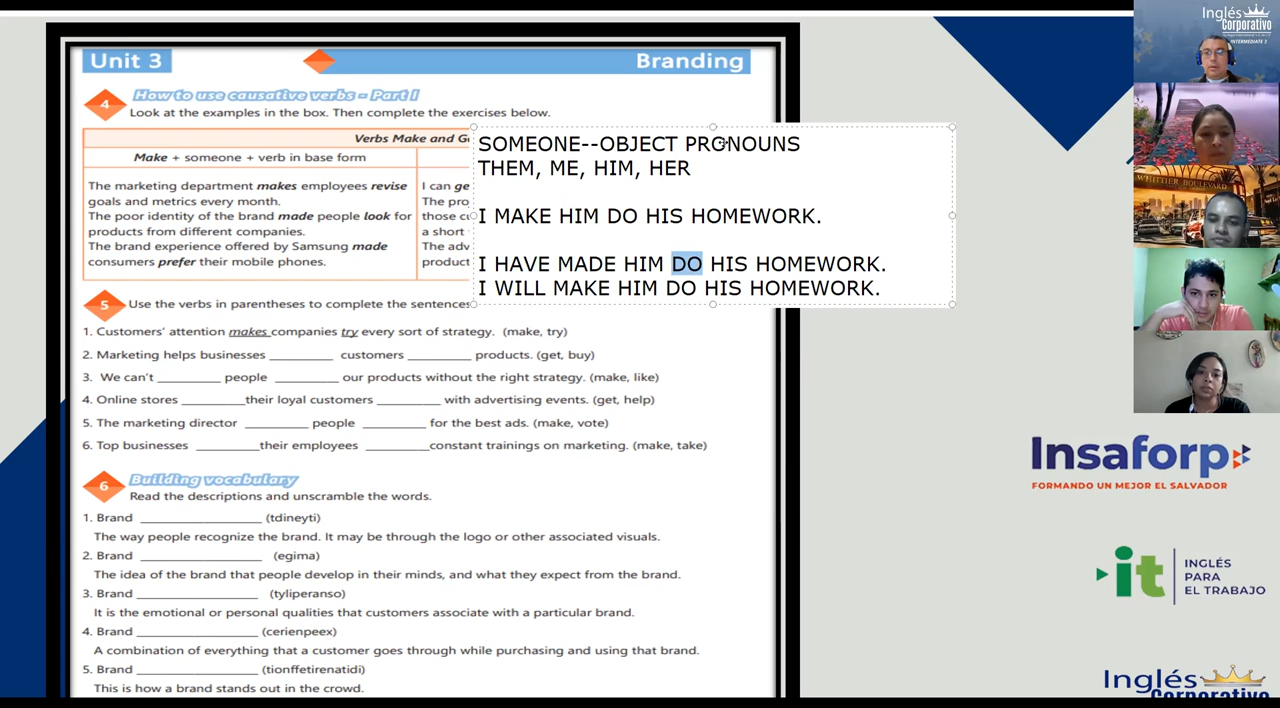 Unit 3
Branding
4
How to use causative verbs - Part I
Look at the examples in the box. Then complete the exercises below.
Verbs Make and G
Make + someone + verb in base form
The marketing department makes employees revise
goals and metrics every month.
The poor identity of the brand made people look for
products from different companies.
The brand experience offered by Samsung made
consumers prefer their mobile phones.
I can ge
The pro
those cu
a short
The adv
product
SOMEONE--OBJECT PRONOUNS
THEM, ME, HIM, HER
I MAKE HIM DO HIS HOMEWORK.
I HAVE MADE HIM DO HIS HOMEWORK.
I WILL MAKE HIM DO HIS HOMEWORK.
5
Use the verbs in parentheses to complete the sentences
1. Customers' attention makes companies try every sort of strategy. (make, try)
2. Marketing helps businesses __________ customers __________ products. (get, buy)
3. We can't __________ people __________ our products without the right strategy. (make, like)
4. Online stores __________their loyal customers __________ with advertising events. (get, help)
5. The marketing director __________ people __________ for the best ads. (make, vote)
6. Top businesses __________their employees __________constant trainings on marketing. (make, take)
6
Building vocabulary
Read the descriptions and unscramble the words.
1. Brand ____________________ (tdineyti)
The way people recognize the brand. It may be through the logo or other associated visuals.
2. Brand ____________________ (egima)
The idea of the brand that people develop in their minds, and what they expect from the brand.
3. Brand ____________________ (tyliperanso)
It is the emotional or personal qualities that customers associate with a particular brand.
4. Brand ____________________ (cerienpeex)
A combination of everything that a customer goes through while purchasing and using that brand.
5. Brand ____________________ (tionffetirenatidi)
This is how a brand stands out in the crowd.
Inglés
Corporativo
INTERMEDIATE 2
WHITTIER BOULEVARD
Insaforp
FORMANDO UN MEJOR EL SALVADOR
it
INGLÉS
PARA
EL TRABAJO
Inglés
Corporativo